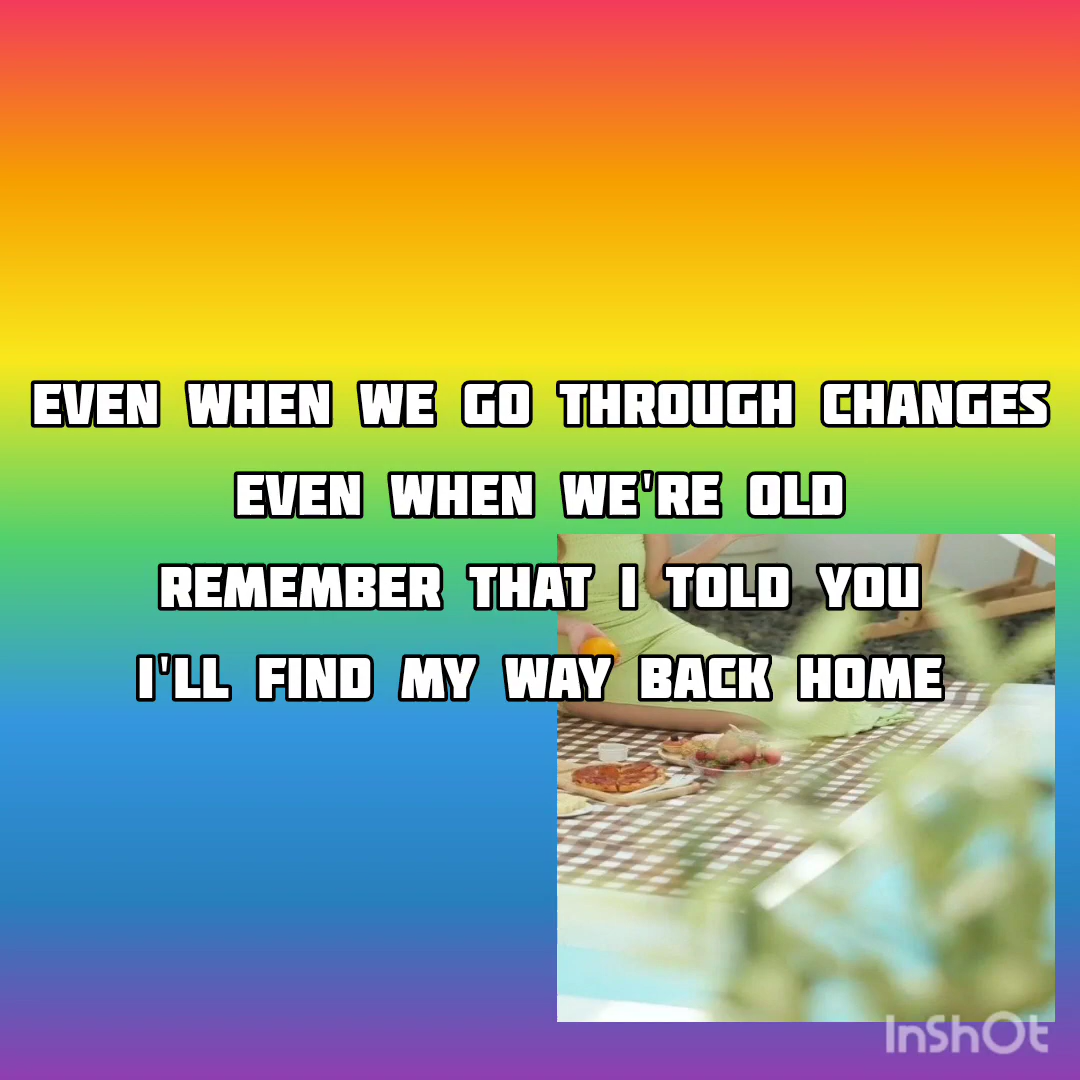 EVEN WHEN WE GO THROUGH CHANGES
EVEN WHEN WE'RE OLD
REMEMBER THAT I TOLD YOU
I'LL FIND MY WAY BACK HOME
InShOt